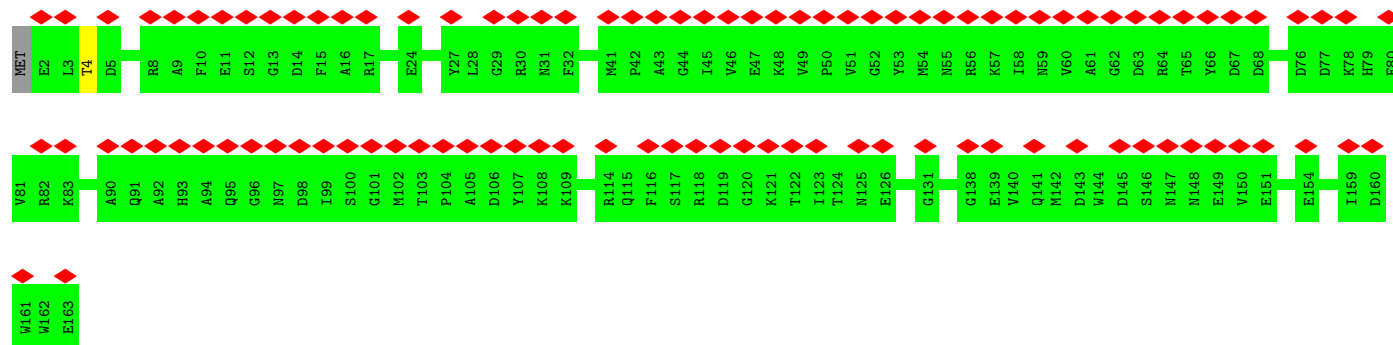 MET E2 L3 T4 D5 R8 A9 F10 E11 S12 G13 D14 F15 A16 R17 E24 Y27 L28 G29 R30 N31 F32 M41 P42 A43 G44 I45 V46 E47 K48 V49 P50 V51 G52 Y53 M54 N55 R56 K57 I58 N59 V60 A61 G62 D63 R64 T65 Y66 D67 D68 D76 D77 K78 H79 E80
V81 R82 K83 A90 Q91 A92 H93 A94 Q95 G96 N97 D98 I99 S100 G101 M102 T103 P104 A105 D106 Y107 K108 K109 R114 Q115 F116 S117 R118 D119 G120 K121 T122 I123 T124 N125 E126 G131 G138 E139 V140 Q141 M142 D143 W144 D145 S146 N147 N148 E149 V150 E151 E154 I159 D160
W161 W162 E163